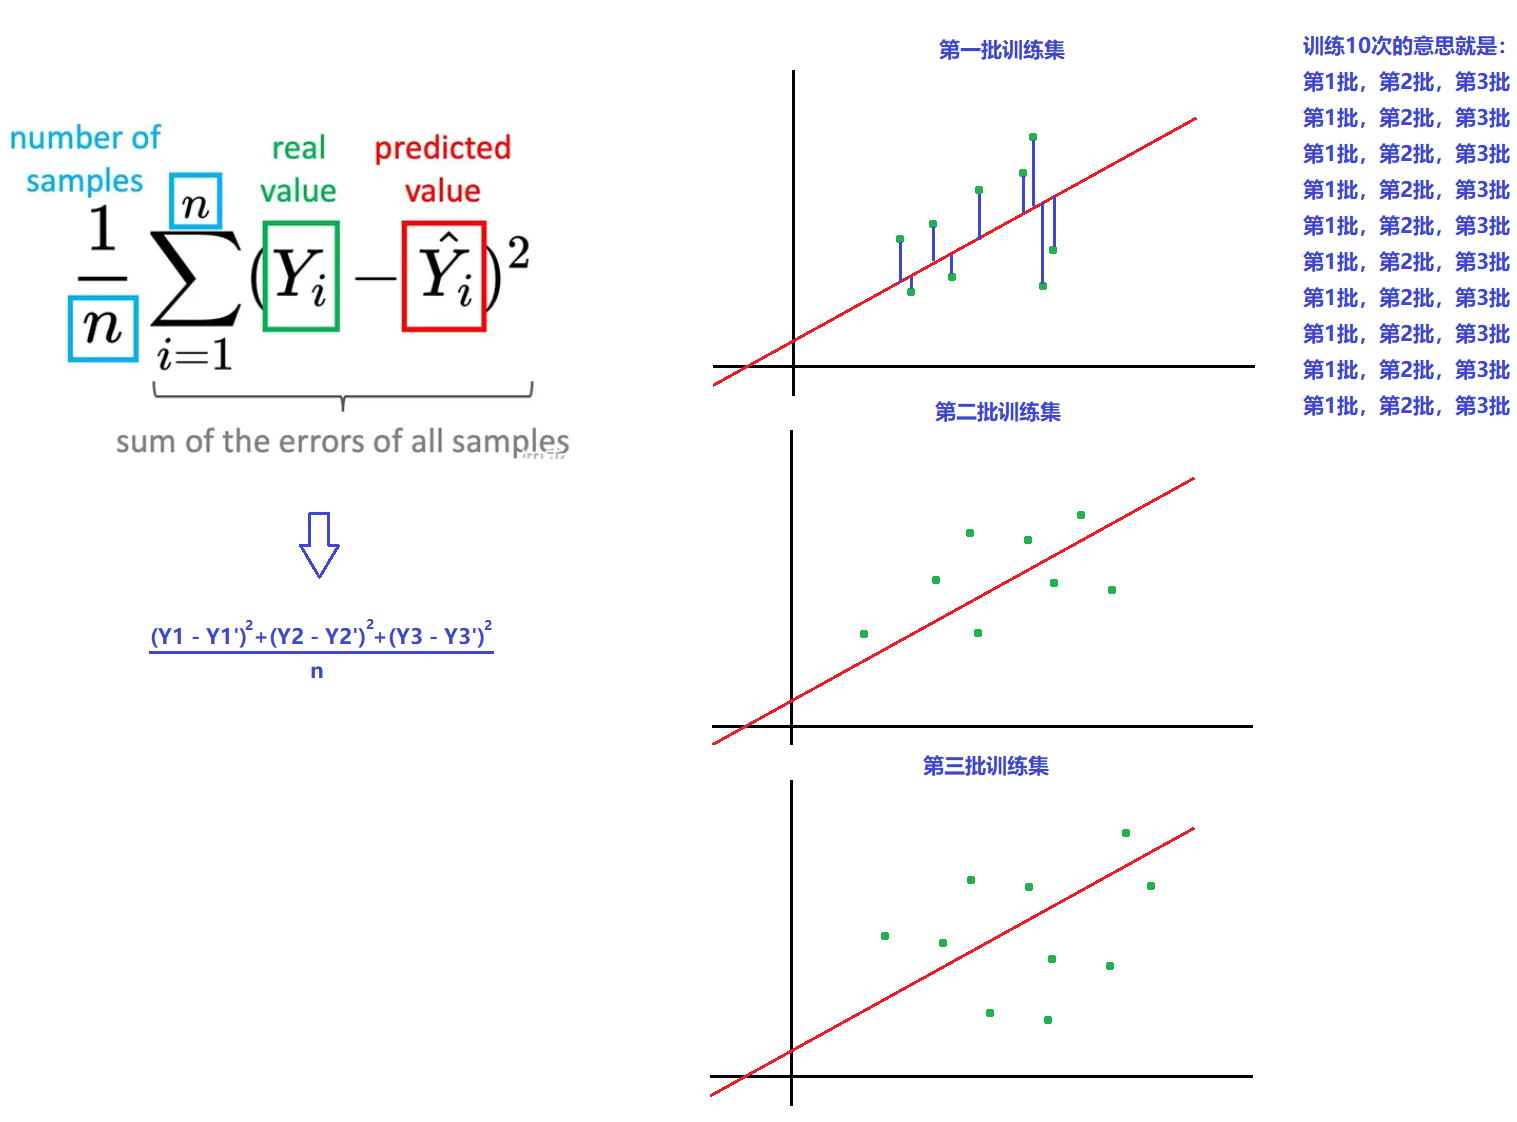 number of
samples
real
value
predicted
value
1
n
n
∑
i=1
(Yi − Ŷi)²
sum of the errors of all samples
(Y1 - Y1')²+(Y2 - Y2')²+(Y3 - Y3')²
n
第一批训练集
第二批训练集
第三批训练集
训练10次的意思就是：
第1批，第2批，第3批
第1批，第2批，第3批
第1批，第2批，第3批
第1批，第2批，第3批
第1批，第2批，第3批
第1批，第2批，第3批
第1批，第2批，第3批
第1批，第2批，第3批
第1批，第2批，第3批
第1批，第2批，第3批